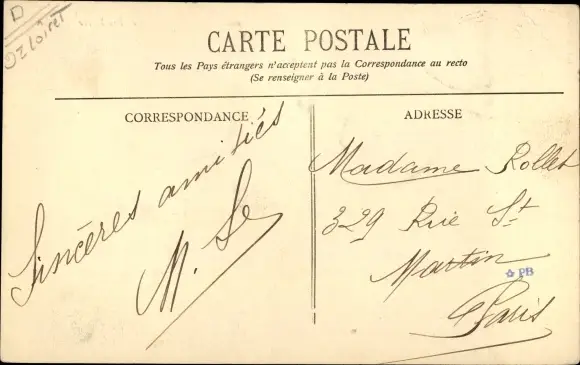 D
CARTE POSTALE
Tous les Pays étrangers n'acceptent pas la Correspondance au recto
(Se renseigner à la Poste)
CORRESPONDANCE
ADRESSE
Sincères amitiés
M. Le
Madame Rollet
329 Rue St
Martin
Paris
PB